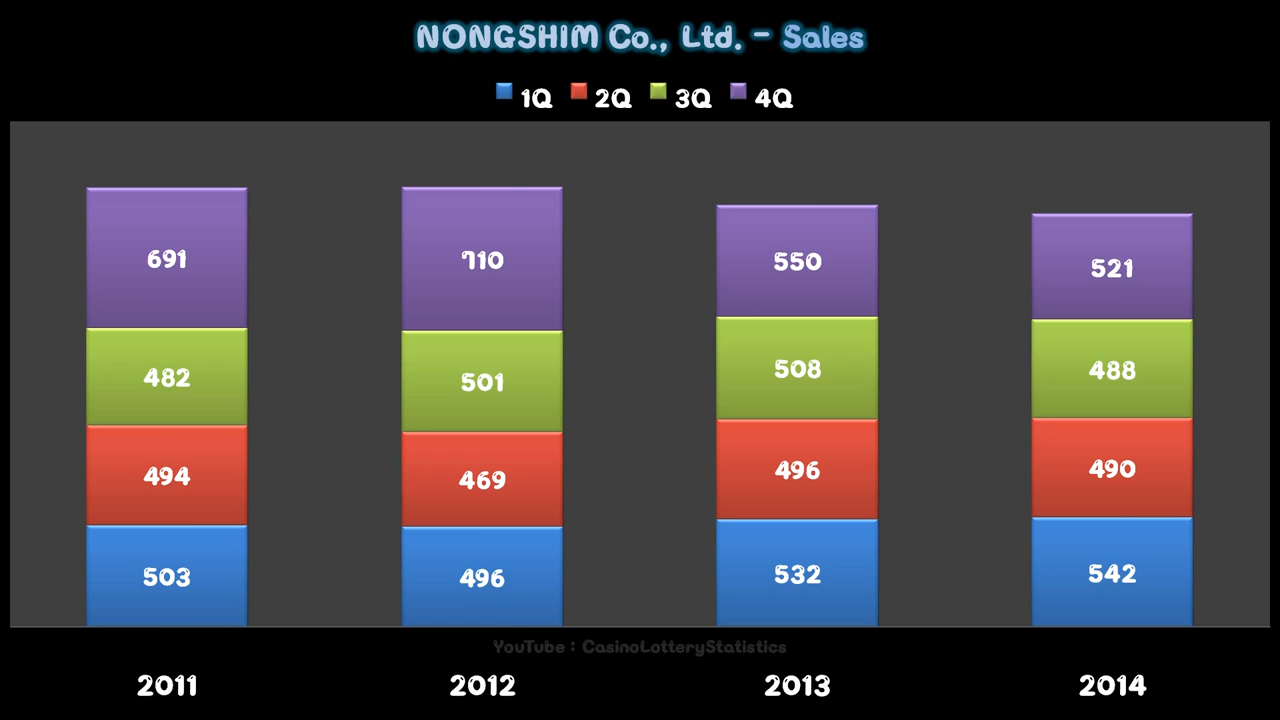 NONGSHIM Co., Ltd. - Sales
1Q 2Q 3Q 4Q
691 710 550 521
482 501 508 488
494 469 496 490
503 496 532 542
YouTube : CasinoLotteryStatistics
2011 2012 2013 2014